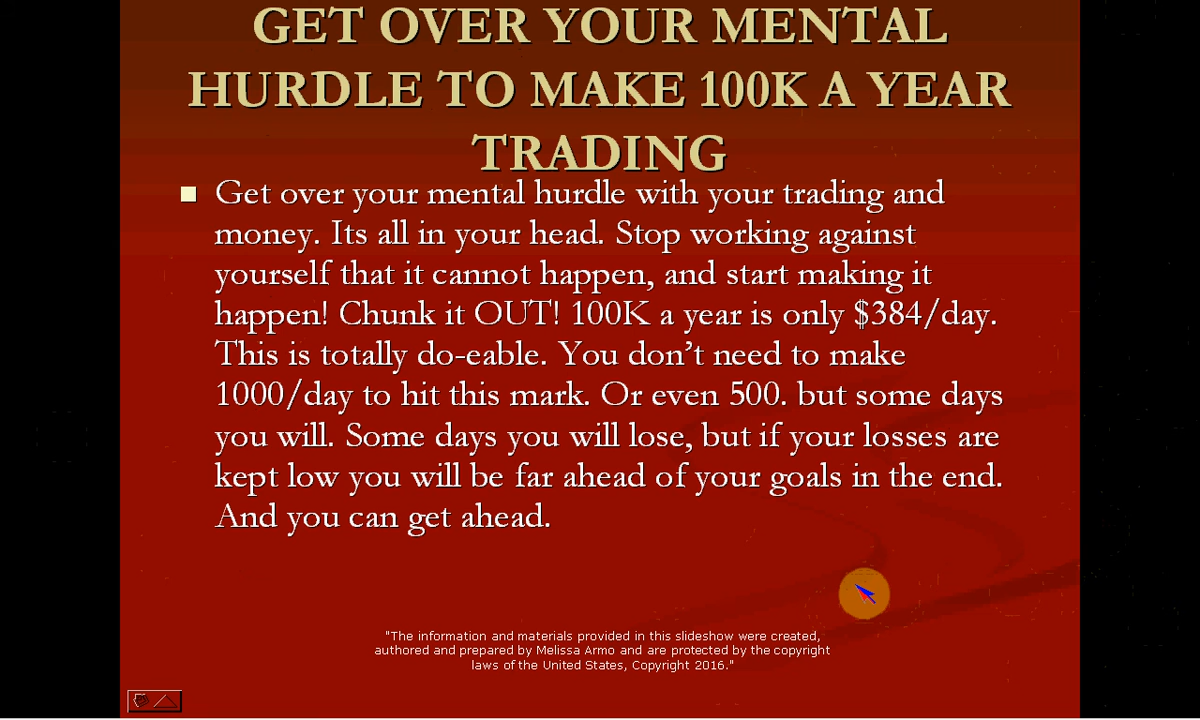 GET OVER YOUR MENTAL
HURDLE TO MAKE 100K A YEAR
TRADING
Get over your mental hurdle with your trading and
money. Its all in your head. Stop working against
yourself that it cannot happen, and start making it
happen! Chunk it OUT! 100K a year is only $384/day.
This is totally do-eable. You don’t need to make
1000/day to hit this mark. Or even 500. but some days
you will. Some days you will lose, but if your losses are
kept low you will be far ahead of your goals in the end.
And you can get ahead.
"The information and materials provided in this slideshow were created,
authored and prepared by Melissa Armo and are protected by the copyright
laws of the United States, Copyright 2016."